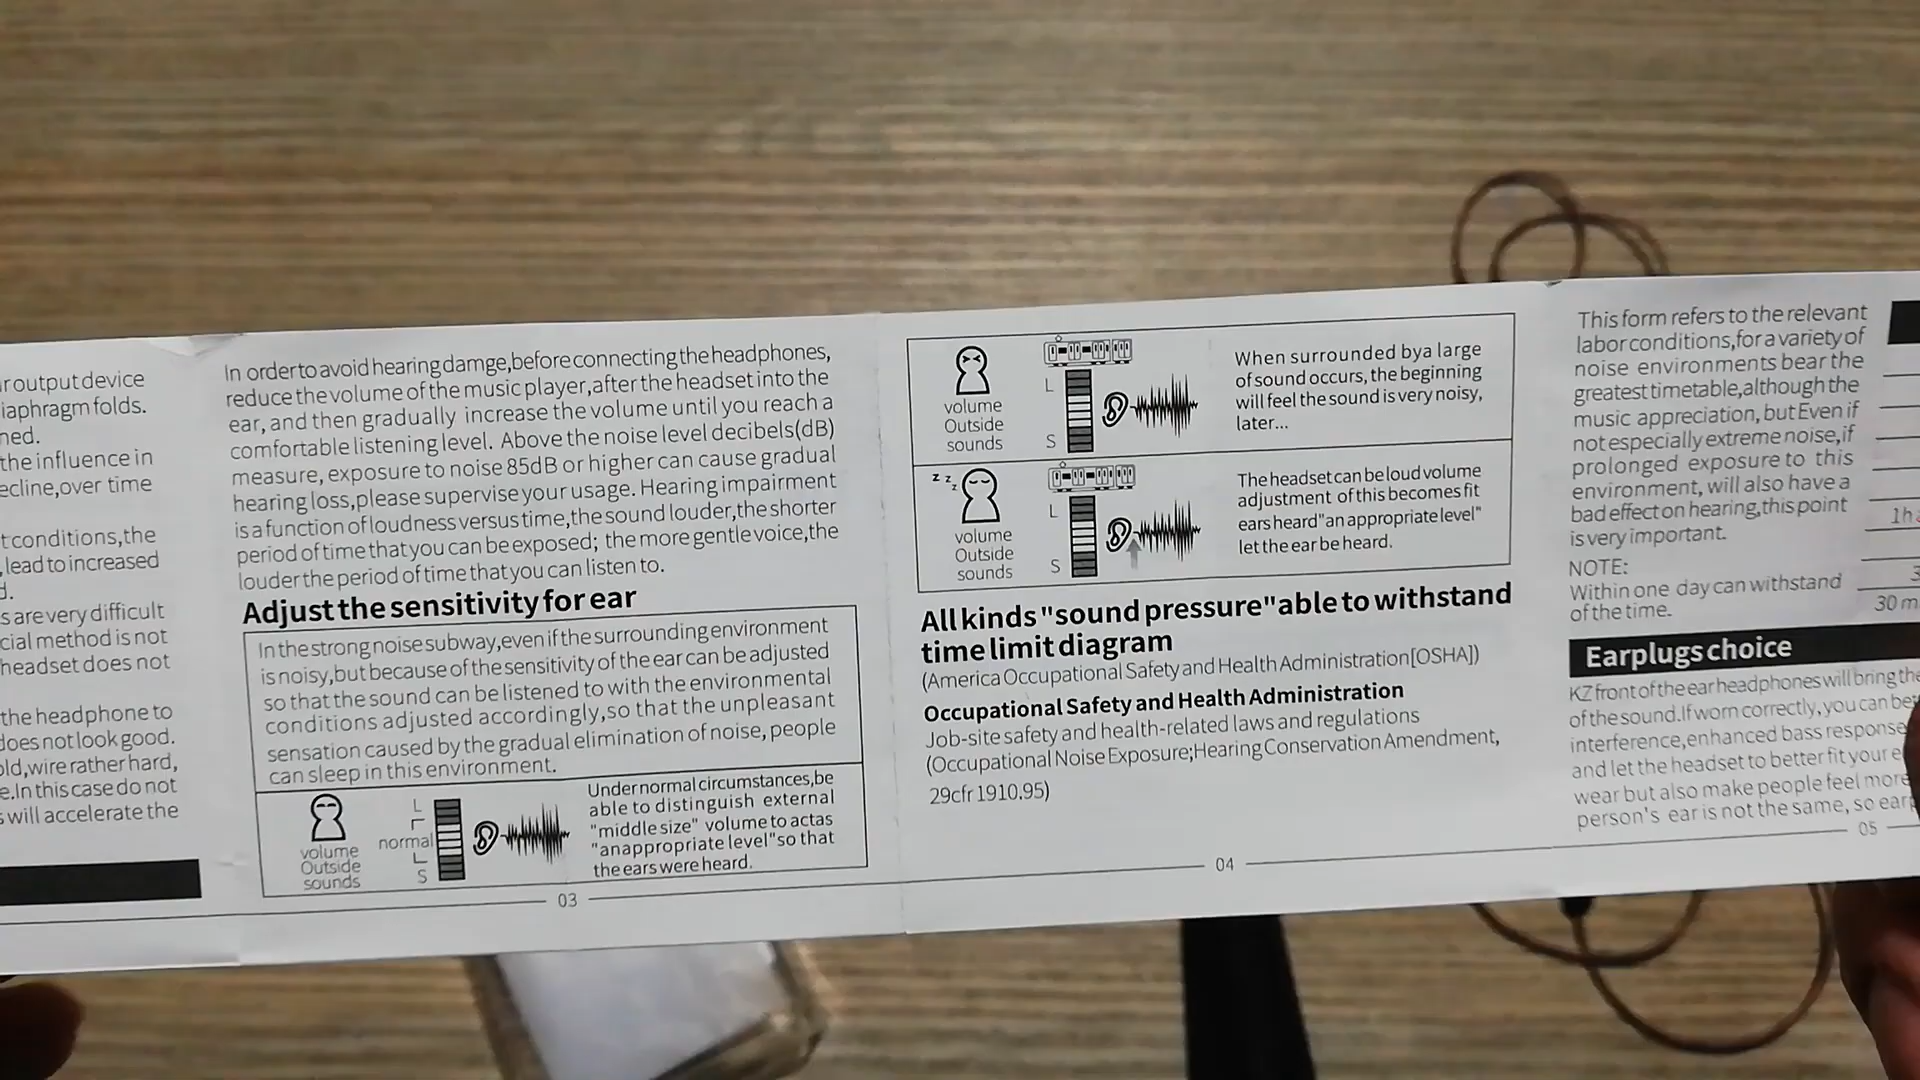 r output device
iaphragm folds.
ned.
the influence in
ecline,over time
t conditions,the
, lead to increased
d.
s are very difficult
cial method is not
headset does not
the headphone to
does not look good.
old,wire rather hard,
e.In this case do not
s will accelerate the
In order to avoid hearing damge,before connecting the headphones,
reduce the volume of the music player,after the headset into the
ear, and then gradually increase the volume until you reach a
comfortable listening level. Above the noise level decibels(dB)
measure, exposure to noise 85dB or higher can cause gradual
hearing loss,please supervise your usage. Hearing impairment
is a function of loudness versus time,the sound louder,the shorter
period of time that you can be exposed; the more gentle voice,the
louder the period of time that you can listen to.
Adjust the sensitivity for ear
In the strong noise subway,even if the surrounding environment
is noisy,but because of the sensitivity of the ear can be adjusted
so that the sound can be listened to with the environmental
conditions adjusted accordingly,so that the unpleasant
sensation caused by the gradual elimination of noise, people
can sleep in this environment.
volume
Outside
sounds
L
normal
S
Under normal circumstances,be
able to distinguish external
"middle size" volume to actas
"anappropriate level"so that
the ears were heard.
03
volume
Outside
sounds
L
S
When surrounded bya large
of sound occurs, the beginning
will feel the sound is very noisy,
later...
z z z
volume
Outside
sounds
L
S
The headset can be loud volume
adjustment of this becomes fit
ears heard"an appropriate level"
let the ear be heard.
All kinds "sound pressure"able to withstand
time limit diagram
(America Occupational Safety and Health Administration[OSHA])
Occupational Safety and Health Administration
Job-site safety and health-related laws and regulations
(Occupational Noise Exposure;Hearing Conservation Amendment,
29cfr 1910.95)
04
This form refers to the relevant
labor conditions,for a variety of
noise environments bear the
greatest timetable,although the
music appreciation, but Even if
not especially extreme noise,if
prolonged exposure to this
environment, will also have a
bad effect on hearing,this point
is very important.
NOTE:
Within one day can withstand
of the time.
1h
3
30 m
Earplugs choice
KZ front of the ear headphones will bring the
of the sound.If worn correctly,you can bet
interference,enhanced bass response
and let the headset to better fit your e
wear but also make people feel more
person's ear is not the same, so earp
05